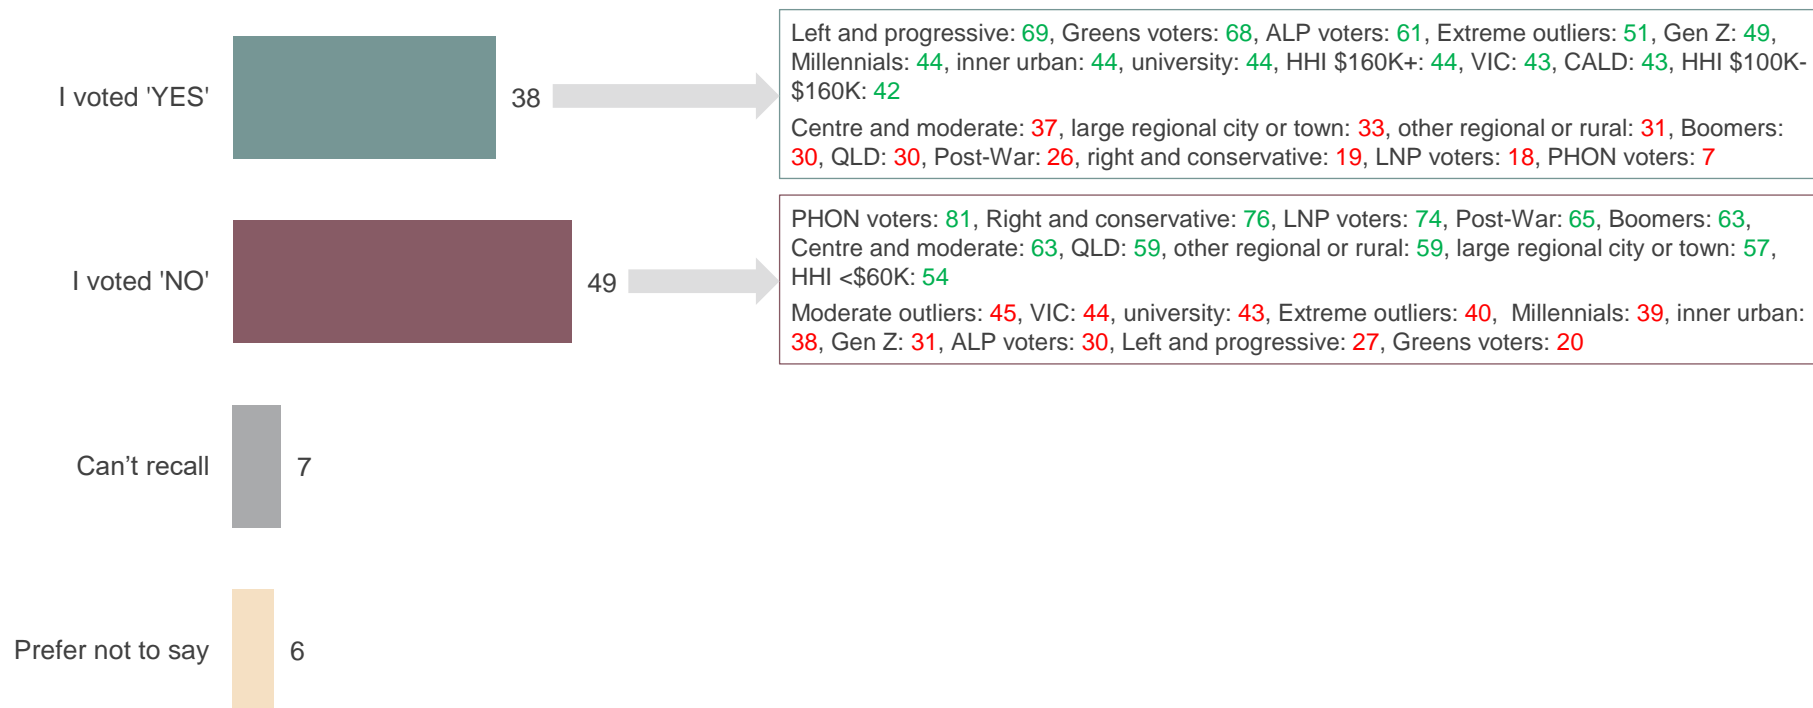 I voted 'YES'
38
Left and progressive: 69, Greens voters: 68, ALP voters: 61, Extreme outliers: 51, Gen Z: 49,
Millennials: 44, inner urban: 44, university: 44, HHI $160K+: 44, VIC: 43, CALD: 43, HHI $100K-
$160K: 42
Centre and moderate: 37, large regional city or town: 33, other regional or rural: 31, Boomers:
30, QLD: 30, Post-War: 26, right and conservative: 19, LNP voters: 18, PHON voters: 7
I voted 'NO'
49
PHON voters: 81, Right and conservative: 76, LNP voters: 74, Post-War: 65, Boomers: 63,
Centre and moderate: 63, QLD: 59, other regional or rural: 59, large regional city or town: 57,
HHI <$60K: 54
Moderate outliers: 45, VIC: 44, university: 43, Extreme outliers: 40, Millennials: 39, inner urban:
38, Gen Z: 31, ALP voters: 30, Left and progressive: 27, Greens voters: 20
Can’t recall
7
Prefer not to say
6